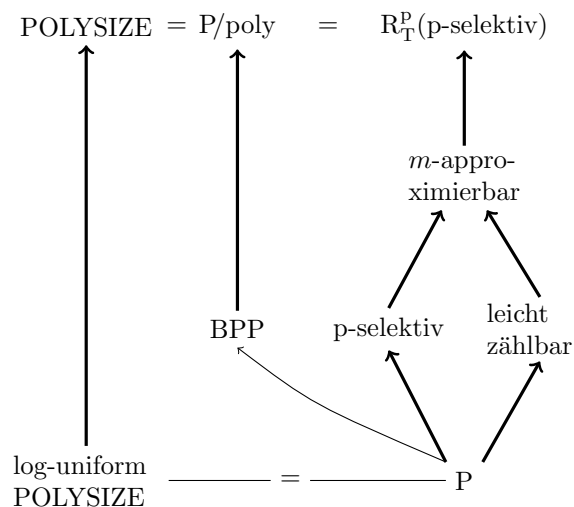 POLYSIZE = P/poly = R^p_T(p-selektiv)
m-appro-
ximierbar
BPP
p-selektiv
leicht
zählbar
log-uniform
POLYSIZE
=
P